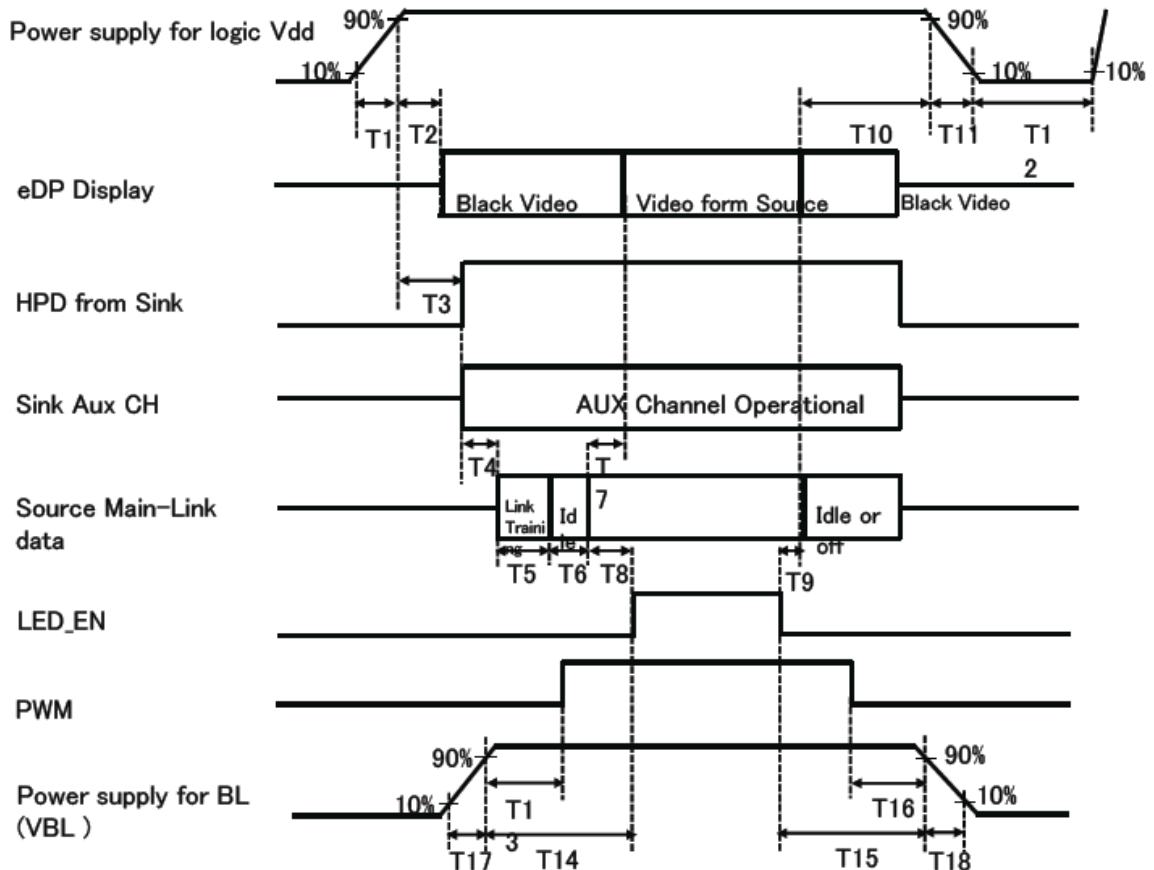 Power supply for logic Vdd
90%
90%
10%
10%
10%
T1
T2
T10
T11
T1
2
eDP Display
Black Video
Video form Source
Black Video
HPD from Sink
T3
Sink Aux CH
AUX Channel Operational
T4
T
7
Source Main-Link
data
Link
Traini
ng
Id
le
Idle or
off
T5
T6
T8
T9
LED_EN
PWM
90%
90%
Power supply for BL
(VBL )
10%
10%
T1
3
T16
T17
T14
T15
T18